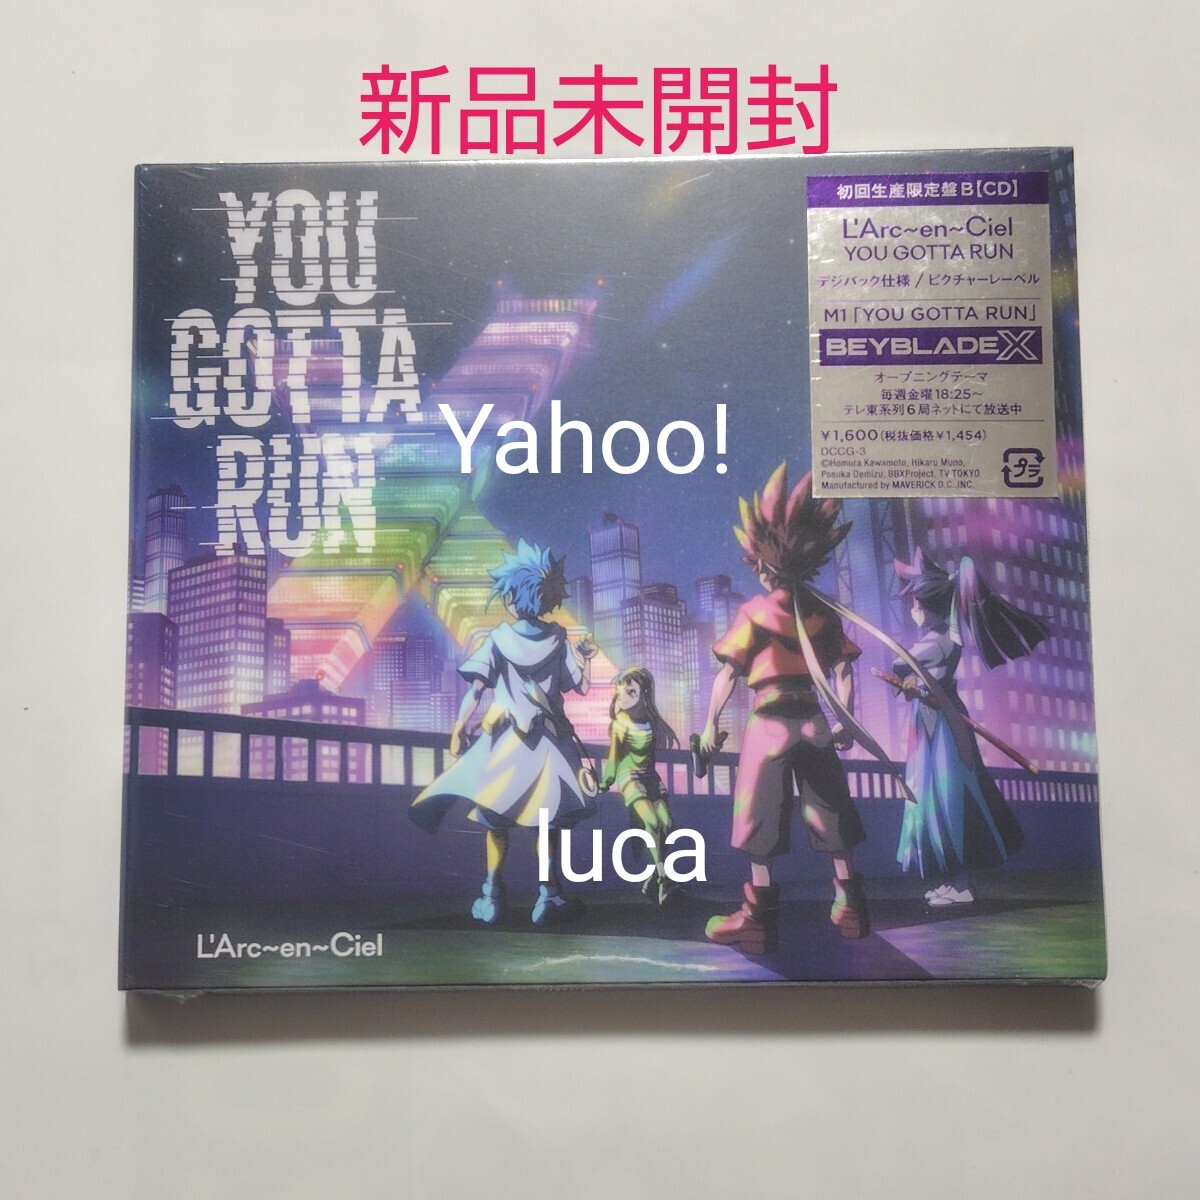 新品未開封
YOU
GOTTA
RUN
初回生産限定盤B【CD】
L'Arc~en~Ciel
YOU GOTTA RUN
デジパック仕様 / ピクチャーレーベル
M1「YOU GOTTA RUN」
BEYBLADE X
オープニングテーマ
毎週金曜18:25~
テレ東系列6局ネットにて放送中
¥1,600(税抜価格¥1,454)
DCCG-3
©Homura Kawamoto, Hikaru Muno,
Posuka Demizu, BBXProject, TV TOKYO
Manufactured by MAVERICK D.C.,INC.
プラ
Yahoo!
luca
L'Arc~en~Ciel